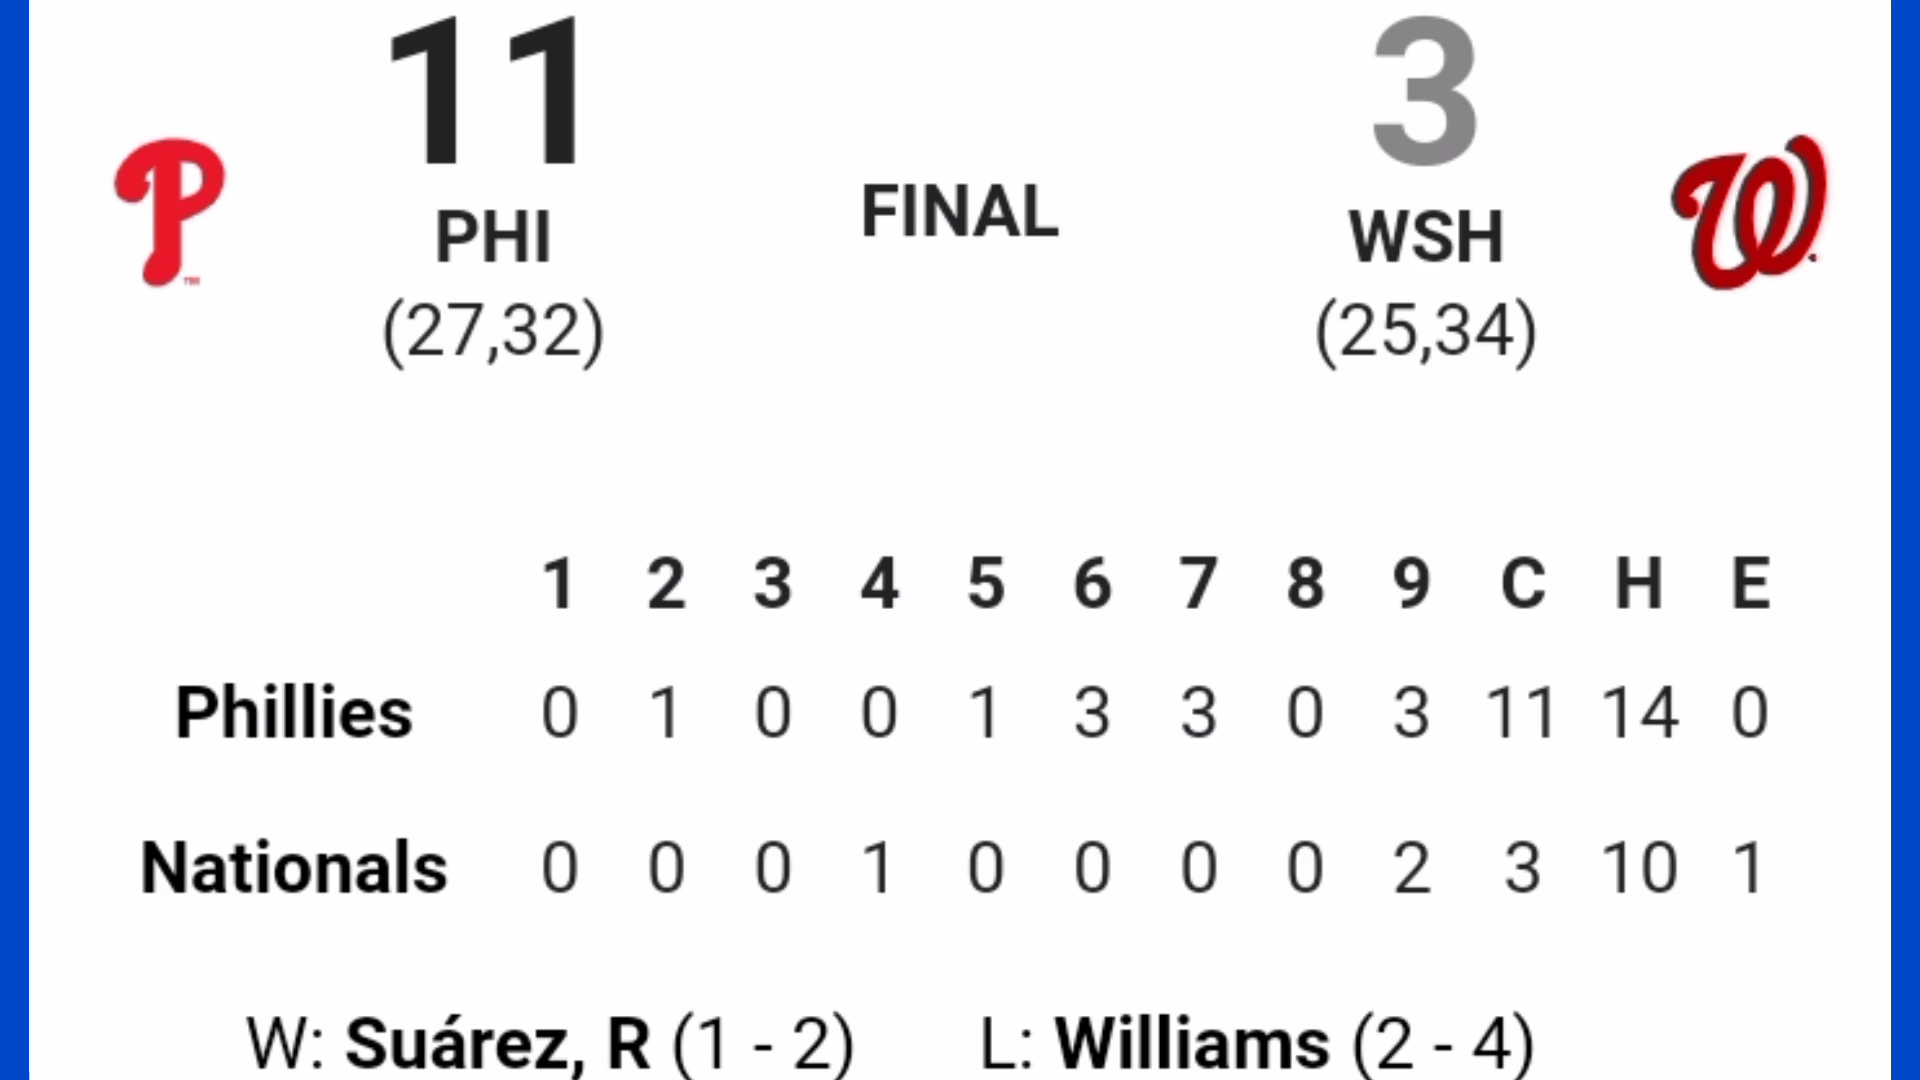 11 3
PHI FINAL WSH
(27,32) (25,34)
1 2 3 4 5 6 7 8 9 C H E
Phillies 0 1 0 0 1 3 3 0 3 11 14 0
Nationals 0 0 0 1 0 0 0 0 2 3 10 1
W: Suárez, R (1 - 2) L: Williams (2 - 4)